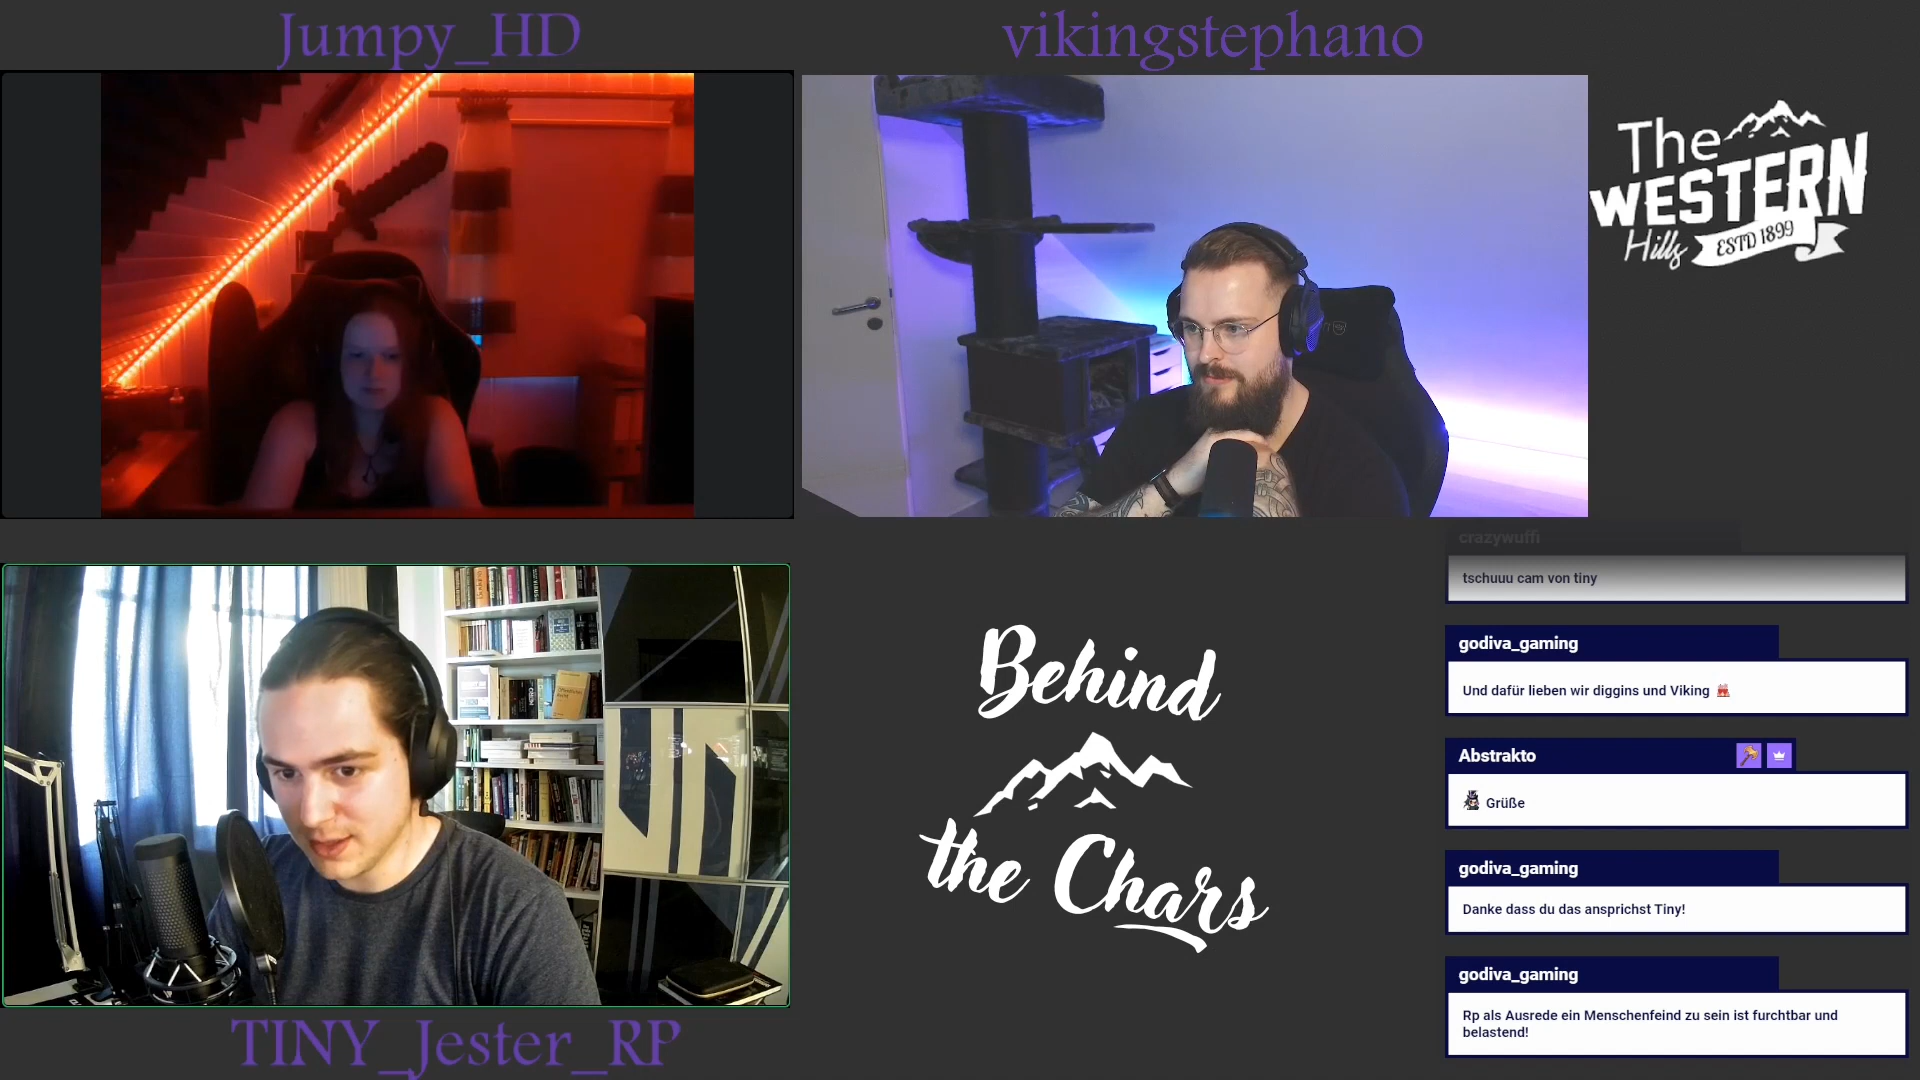 Jumpy_HD
vikingstephano
The
WESTERN
Hills
ESTD 1899
crazywulfi
tschuuu cam von tiny
godiva_gaming
Und dafür lieben wir diggins und Viking
Abstrakto
Grüße
godiva_gaming
Danke dass du das ansprichst Tiny!
godiva_gaming
Rp als Ausrede ein Menschenfeind zu sein ist furchtbar und
belastend!
Behind
the Chars
TINY_Jester_RP